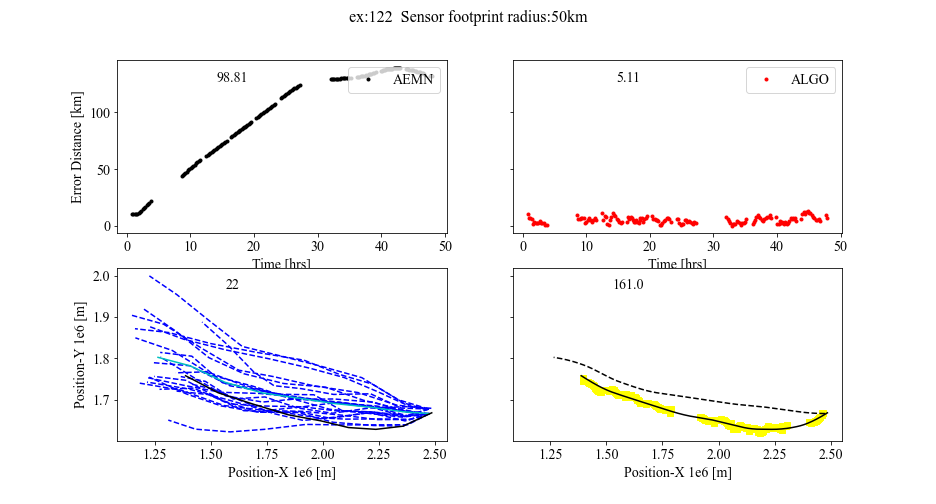 ex:122 Sensor footprint radius:50km
98.81
AEMN
Error Distance [km]
100
50
0
0 10 20 30 40 50
Time [hrs]
5.11
ALGO
0 10 20 30 40 50
Time [hrs]
22
Position-Y 1e6 [m]
2.0
1.9
1.8
1.7
1.25 1.50 1.75 2.00 2.25 2.50
Position-X 1e6 [m]
161.0
1.25 1.50 1.75 2.00 2.25 2.50
Position-X 1e6 [m]